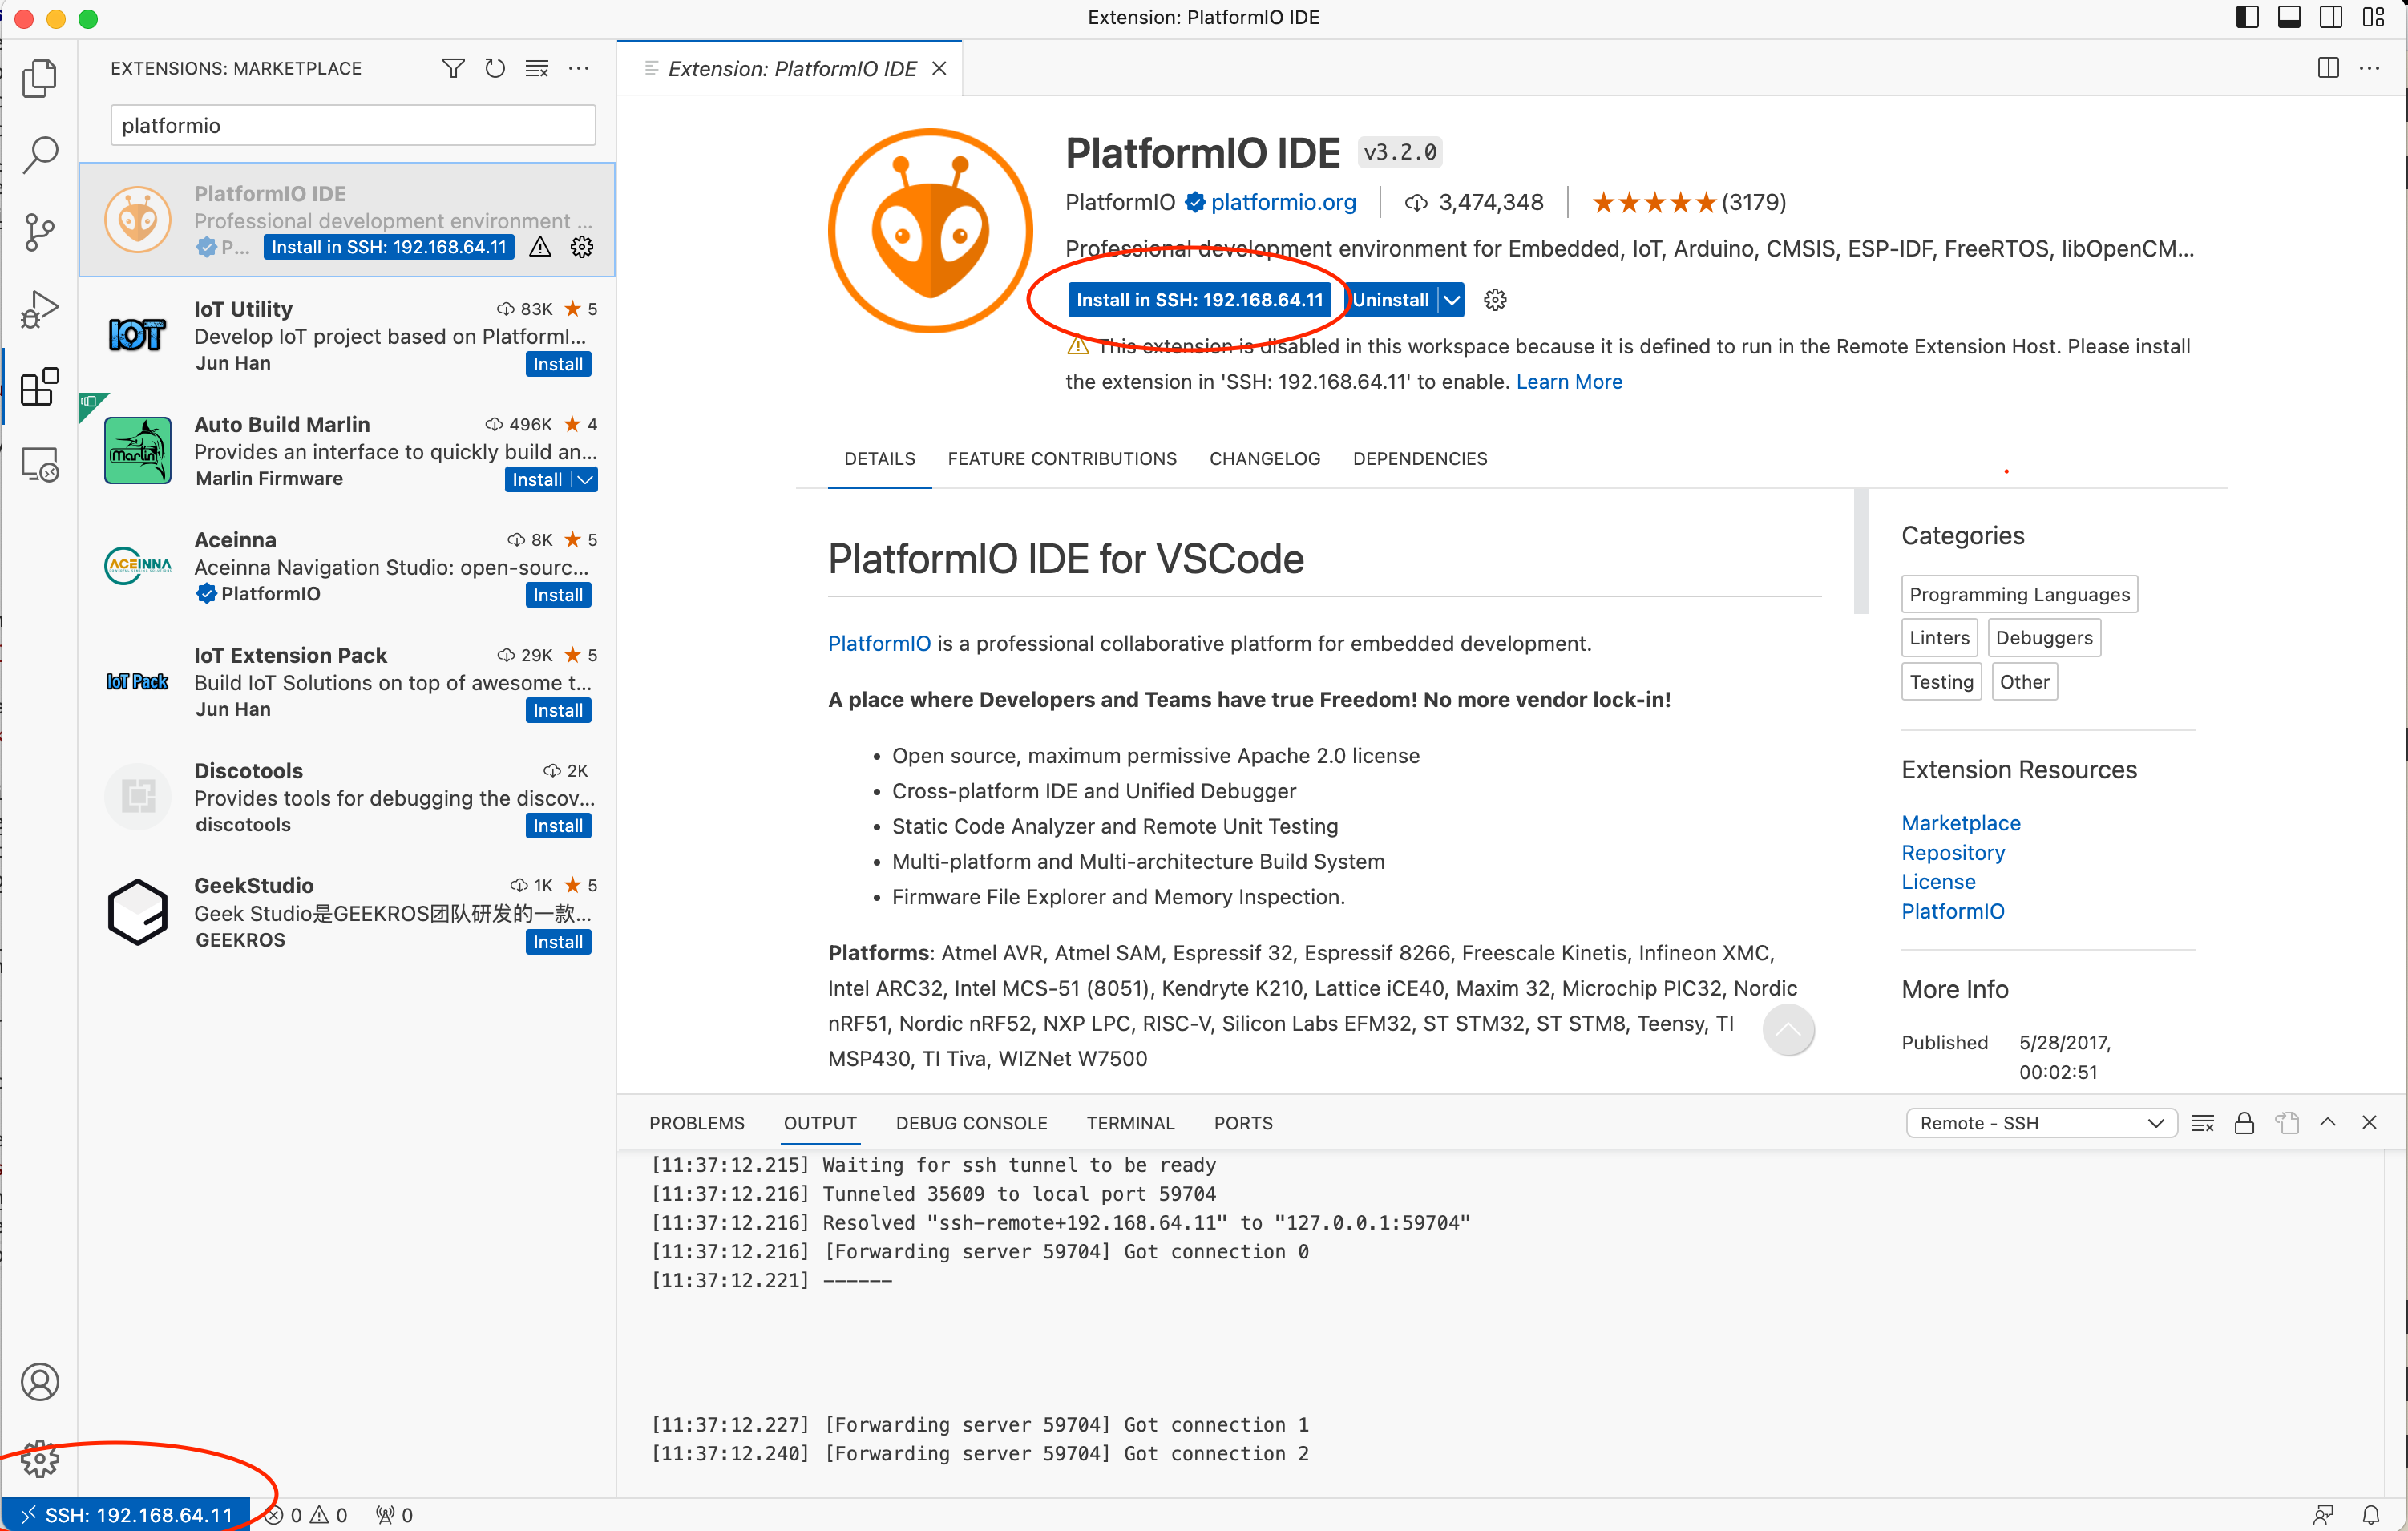 Extension: PlatformIO IDE
EXTENSIONS: MARKETPLACE
platformio
PlatformIO IDE
Professional development environment ...
P... Install in SSH: 192.168.64.11
IoT Utility 83K 5
Develop IoT project based on PlatformI...
Jun Han Install
Auto Build Marlin 496K 4
Provides an interface to quickly build an...
Marlin Firmware Install
Aceinna 8K 5
Aceinna Navigation Studio: open-sourc...
PlatformIO Install
IoT Extension Pack 29K 5
Build IoT Solutions on top of awesome t...
Jun Han Install
Discotools 2K
Provides tools for debugging the discov...
discotools Install
GeekStudio 1K 5
Geek Studio是GEEKROS团队研发的一款...
GEEKROS Install
IOT
Marlin
ACEINNA
IoT Pack
Extension: PlatformIO IDE
PlatformIO IDE v3.2.0
PlatformIO platformio.org 3,474,348 (3179)
Professional development environment for Embedded, IoT, Arduino, CMSIS, ESP-IDF, FreeRTOS, libOpenCM...
Install in SSH: 192.168.64.11 Uninstall
This extension is disabled in this workspace because it is defined to run in the Remote Extension Host. Please install
the extension in 'SSH: 192.168.64.11' to enable. Learn More
DETAILS FEATURE CONTRIBUTIONS CHANGELOG DEPENDENCIES
PlatformIO IDE for VSCode
PlatformIO is a professional collaborative platform for embedded development.
A place where Developers and Teams have true Freedom! No more vendor lock-in!
• Open source, maximum permissive Apache 2.0 license
• Cross-platform IDE and Unified Debugger
• Static Code Analyzer and Remote Unit Testing
• Multi-platform and Multi-architecture Build System
• Firmware File Explorer and Memory Inspection.
Platforms: Atmel AVR, Atmel SAM, Espressif 32, Espressif 8266, Freescale Kinetis, Infineon XMC,
Intel ARC32, Intel MCS-51 (8051), Kendryte K210, Lattice iCE40, Maxim 32, Microchip PIC32, Nordic
nRF51, Nordic nRF52, NXP LPC, RISC-V, Silicon Labs EFM32, ST STM32, ST STM8, Teensy, TI
MSP430, TI Tiva, WIZNet W7500
Categories
Programming Languages
Linters Debuggers
Testing Other
Extension Resources
Marketplace
Repository
License
PlatformIO
More Info
Published 5/28/2017,
00:02:51
PROBLEMS OUTPUT DEBUG CONSOLE TERMINAL PORTS Remote - SSH
[11:37:12.215] Waiting for ssh tunnel to be ready
[11:37:12.216] Tunneled 35609 to local port 59704
[11:37:12.216] Resolved "ssh-remote+192.168.64.11" to "127.0.0.1:59704"
[11:37:12.216] [Forwarding server 59704] Got connection 0
[11:37:12.221] ------
[11:37:12.227] [Forwarding server 59704] Got connection 1
[11:37:12.240] [Forwarding server 59704] Got connection 2
SSH: 192.168.64.11 0 0 0